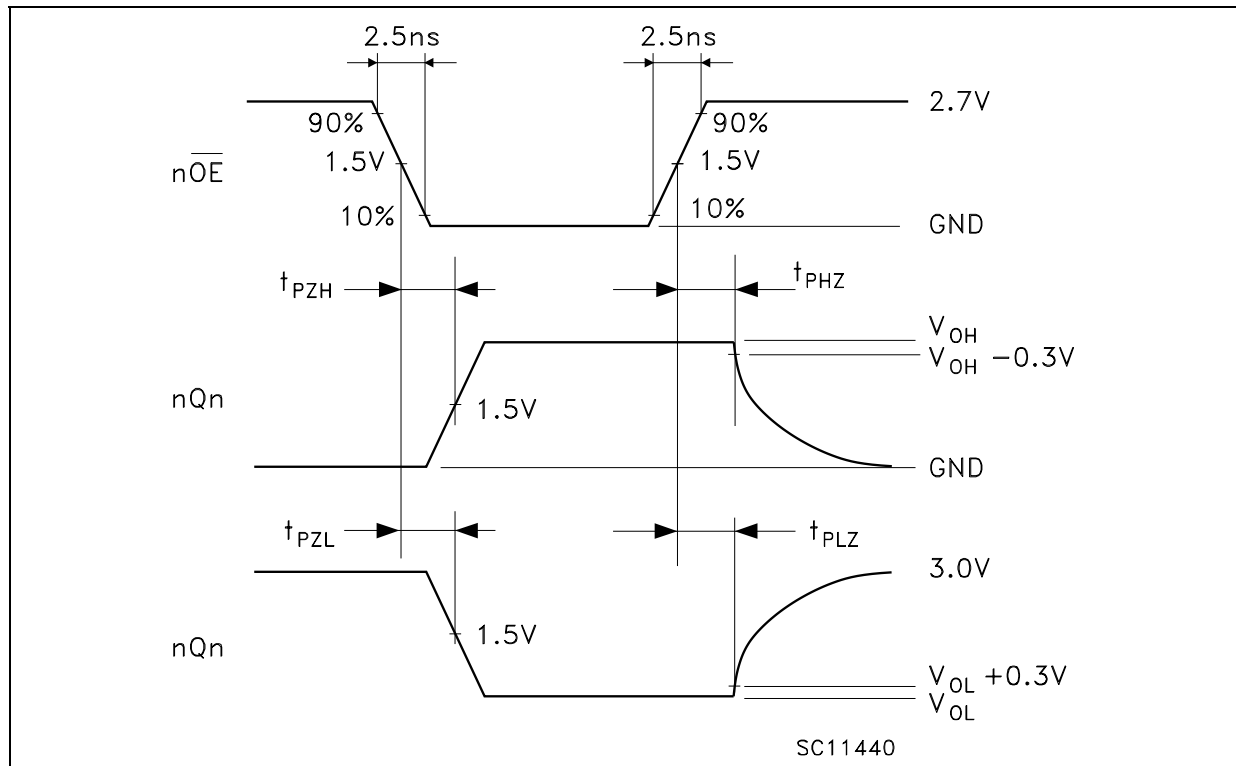 2.5ns 2.5ns
2.7V
90% 90%
nOE 1.5V 1.5V
10% 10%
GND
tPZH tPHZ
VOH
VOH −0.3V
nQn 1.5V
GND
tPZL tPLZ
3.0V
nQn 1.5V
VOL +0.3V
VOL
SC11440